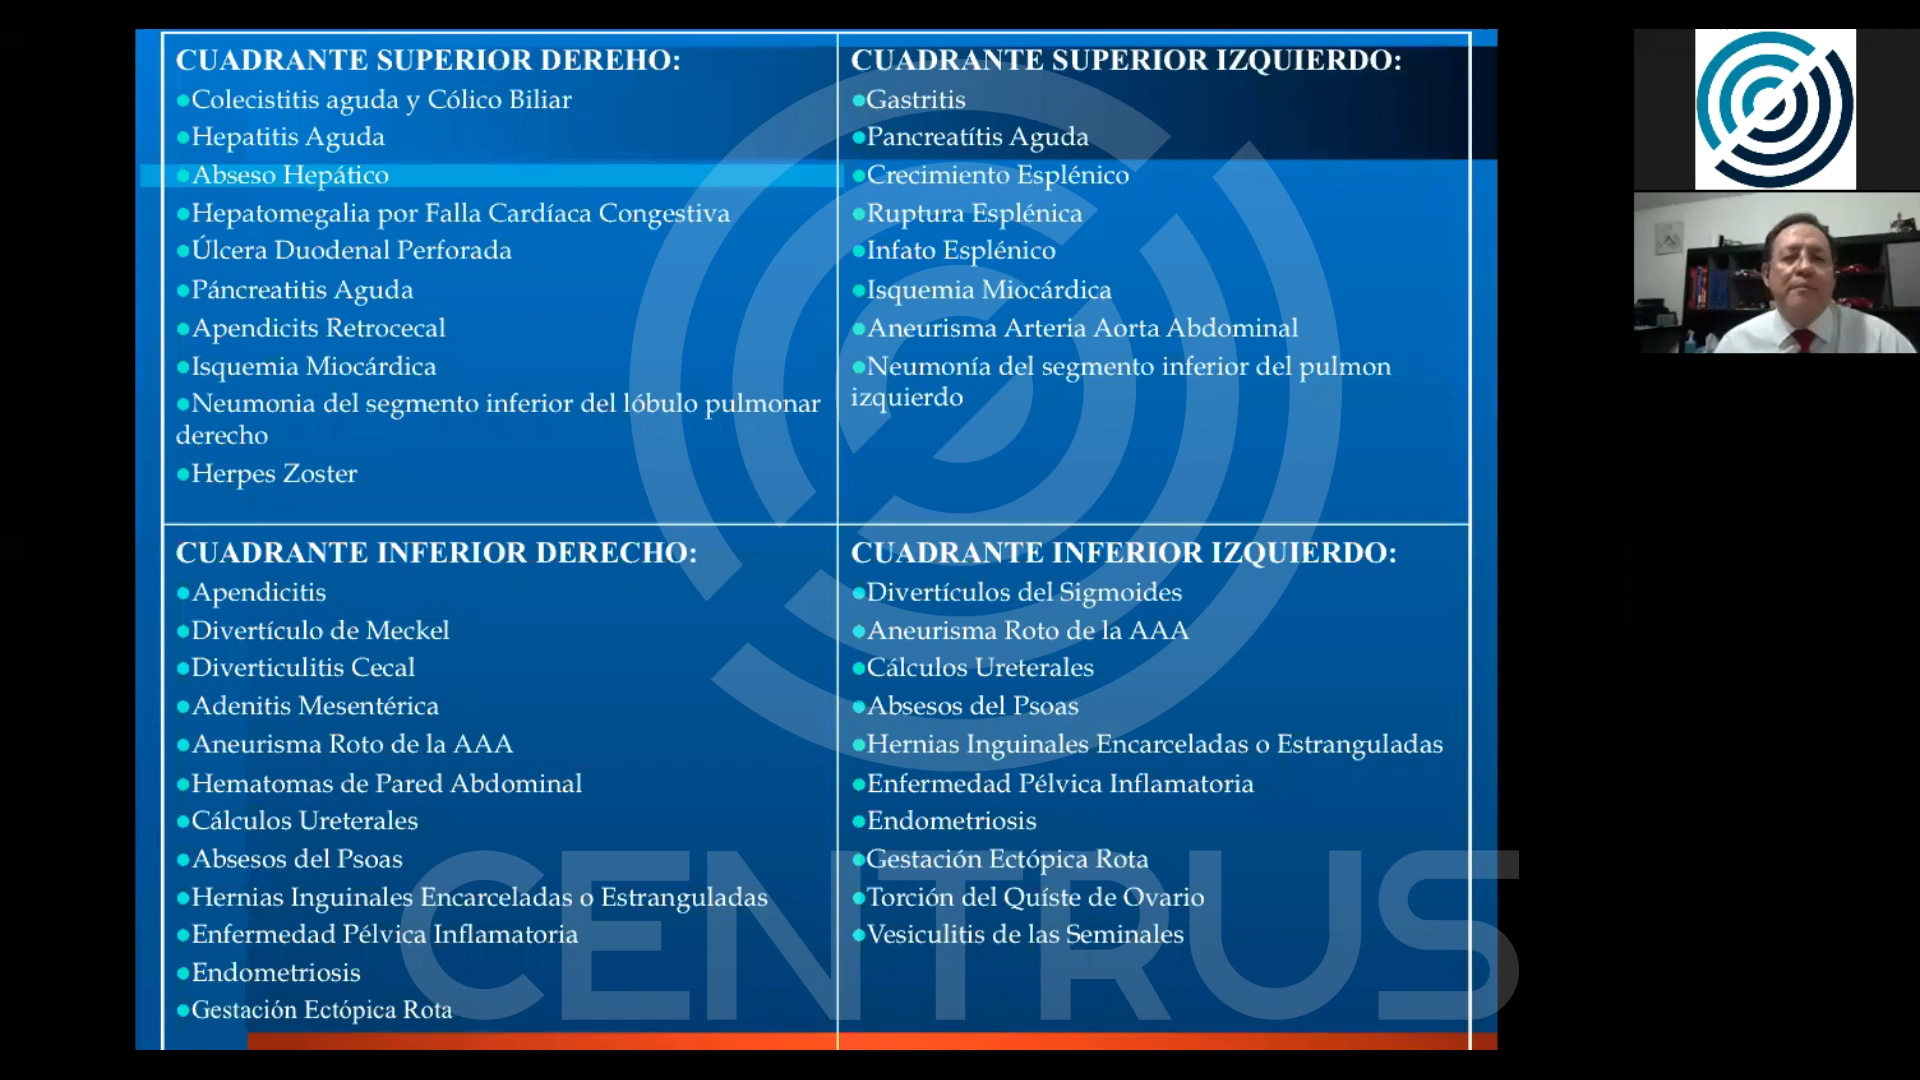 CUADRANTE SUPERIOR DEREHO:
●Colecistitis aguda y Cólico Biliar
●Hepatitis Aguda
●Abseso Hepático
●Hepatomegalia por Falla Cardíaca Congestiva
●Úlcera Duodenal Perforada
●Páncreatitis Aguda
●Apendicits Retrocecal
●Isquemia Miocárdica
●Neumonia del segmento inferior del lóbulo pulmonar
derecho
●Herpes Zoster
CUADRANTE SUPERIOR IZQUIERDO:
●Gastritis
●Pancreatítis Aguda
●Crecimiento Esplénico
●Ruptura Esplénica
●Infato Esplénico
●Isquemia Miocárdica
●Aneurisma Arteria Aorta Abdominal
●Neumonía del segmento inferior del pulmon
izquierdo
CUADRANTE INFERIOR DERECHO:
●Apendicitis
●Divertículo de Meckel
●Diverticulitis Cecal
●Adenitis Mesentérica
●Aneurisma Roto de la AAA
●Hematomas de Pared Abdominal
●Cálculos Ureterales
●Absesos del Psoas
●Hernias Inguinales Encarceladas o Estranguladas
●Enfermedad Pélvica Inflamatoria
●Endometriosis
●Gestación Ectópica Rota
CUADRANTE INFERIOR IZQUIERDO:
●Divertículos del Sigmoides
●Aneurisma Roto de la AAA
●Cálculos Ureterales
●Absesos del Psoas
●Hernias Inguinales Encarceladas o Estranguladas
●Enfermedad Pélvica Inflamatoria
●Endometriosis
●Gestación Ectópica Rota
●Torción del Quíste de Ovario
●Vesiculitis de las Seminales
CENTRUS